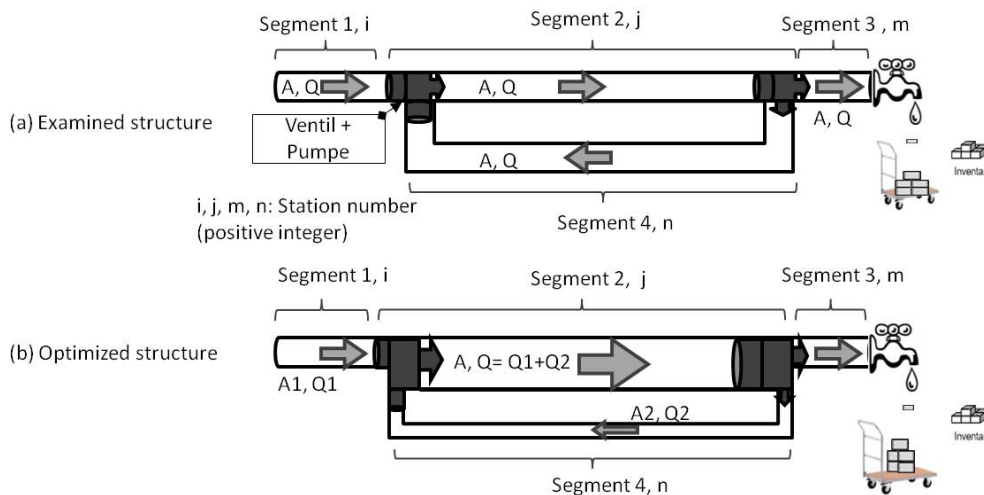 Segment 1, i
Segment 2, j
Segment 3 , m
A, Q
A, Q
(a) Examined structure
Ventil +
Pumpe
A, Q
A, Q
Inventa
i, j, m, n: Station number
(positive integer)
Segment 4, n
Segment 1, i
Segment 2, j
Segment 3, m
(b) Optimized structure
A, Q= Q1+Q2
A1, Q1
A2, Q2
Inventa
Segment 4, n